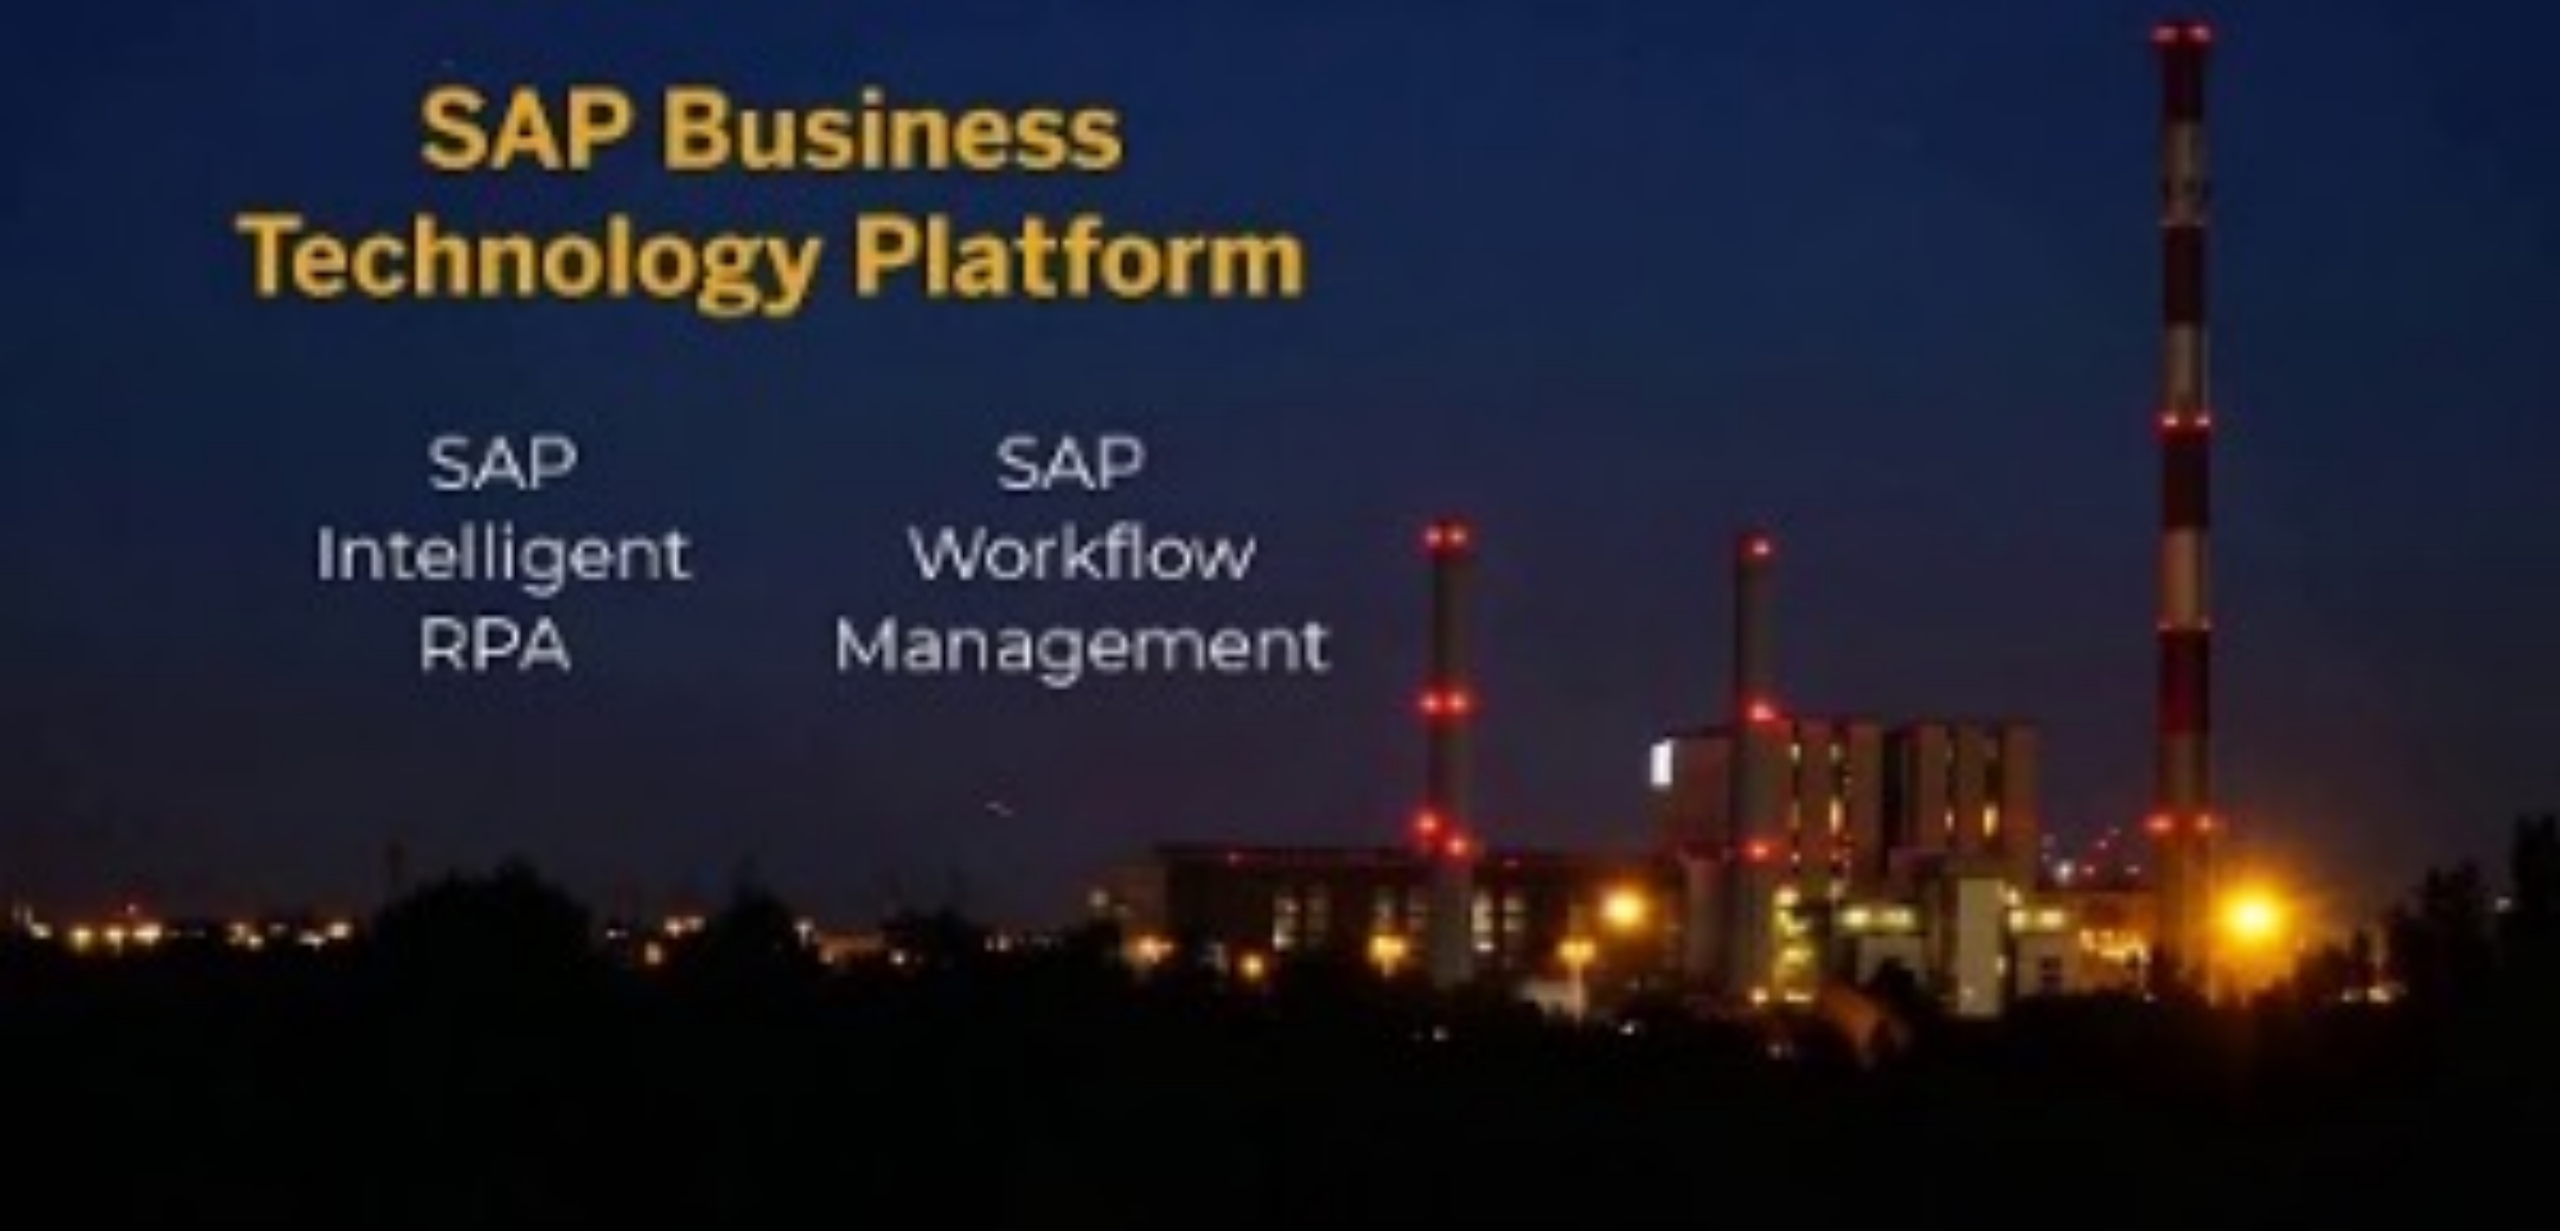 SAP Business
Technology Platform
SAP
Intelligent
RPA
SAP
Workflow
Management